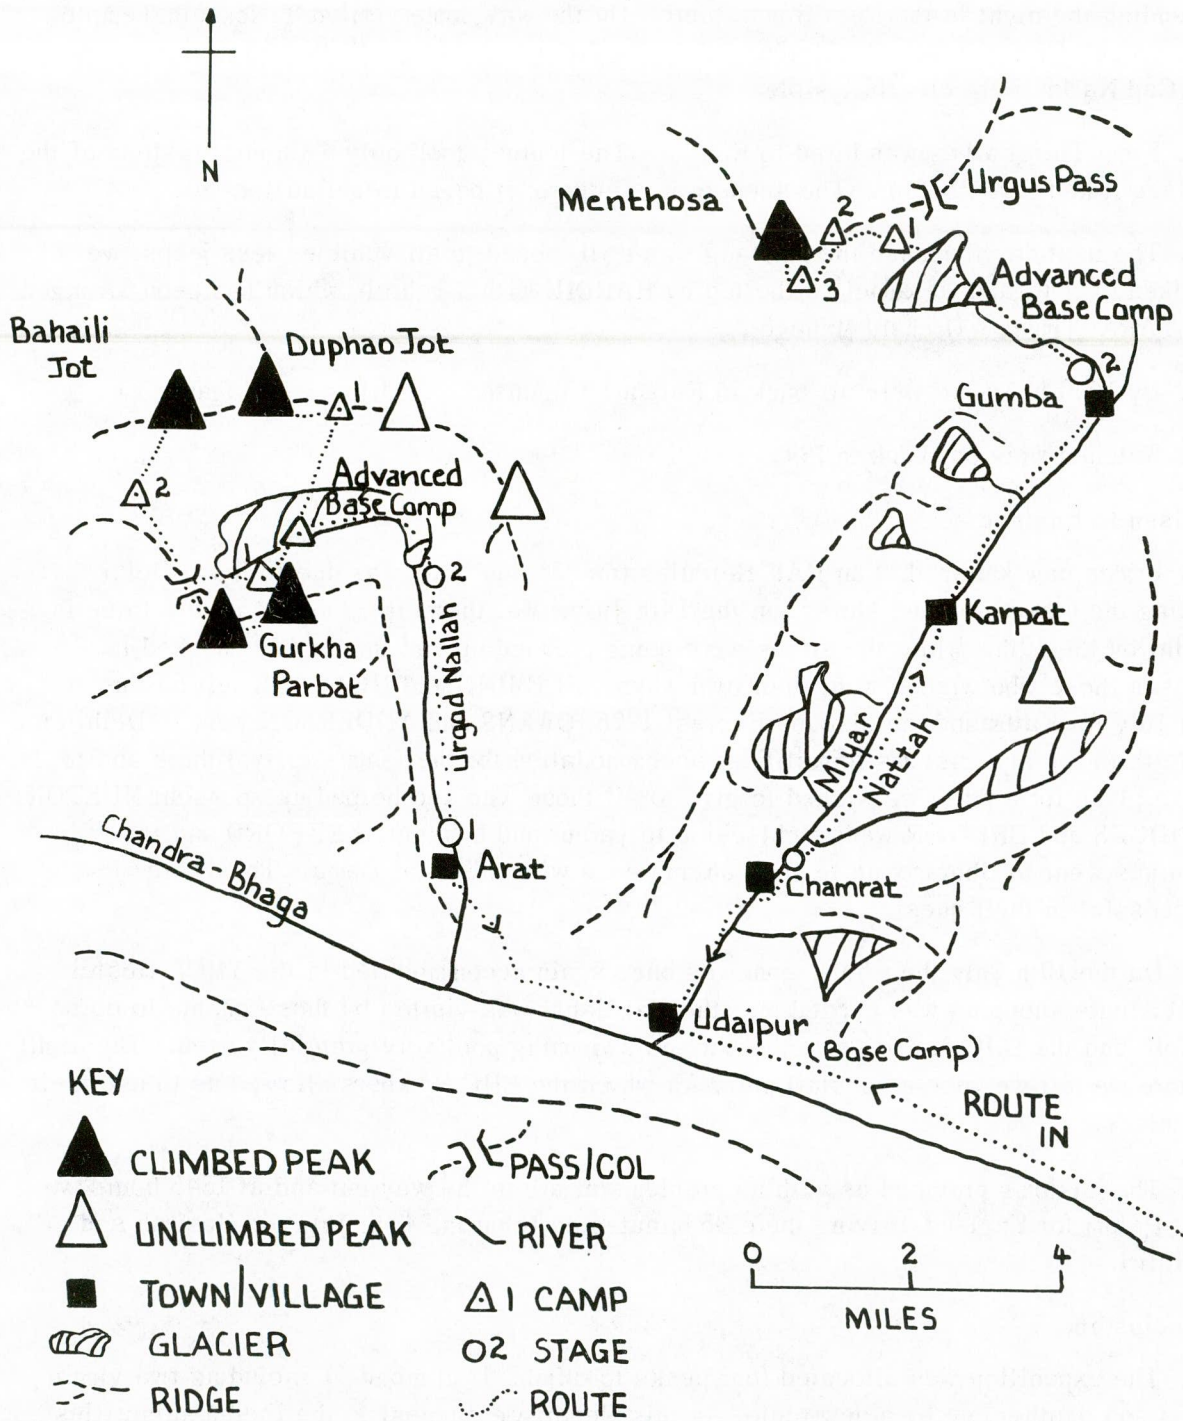 N
Menthosa
Urgus Pass
2
1
3
Advanced
Base Camp
2
Gumba
Bahaili
Jot
Duphao Jot
1
2
Advanced
Base Camp
2
Gurkha
Parbat
Urgad Nallah
Karpat
Miyar
Nallah
1
Arat
1
Chamrat
Chandra - Bhaga
Udaipur
(Base Camp)
ROUTE
IN
KEY
CLIMBED PEAK
PASS/COL
UNCLIMBED PEAK
RIVER
TOWN/VILLAGE
1 CAMP
GLACIER
2 STAGE
RIDGE
ROUTE
0 2 4
MILES